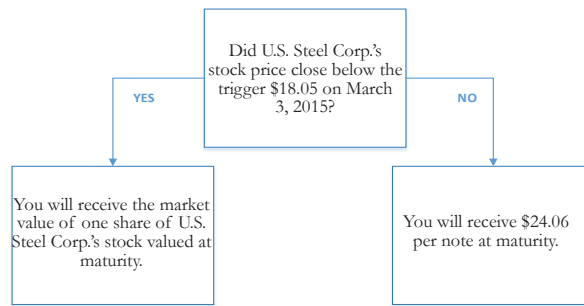 Did U.S. Steel Corp.'s
stock price close below the
trigger $18.05 on March
3, 2015?
YES
NO
You will receive the market
value of one share of U.S.
Steel Corp.'s stock valued at
maturity.
You will receive $24.06
per note at maturity.